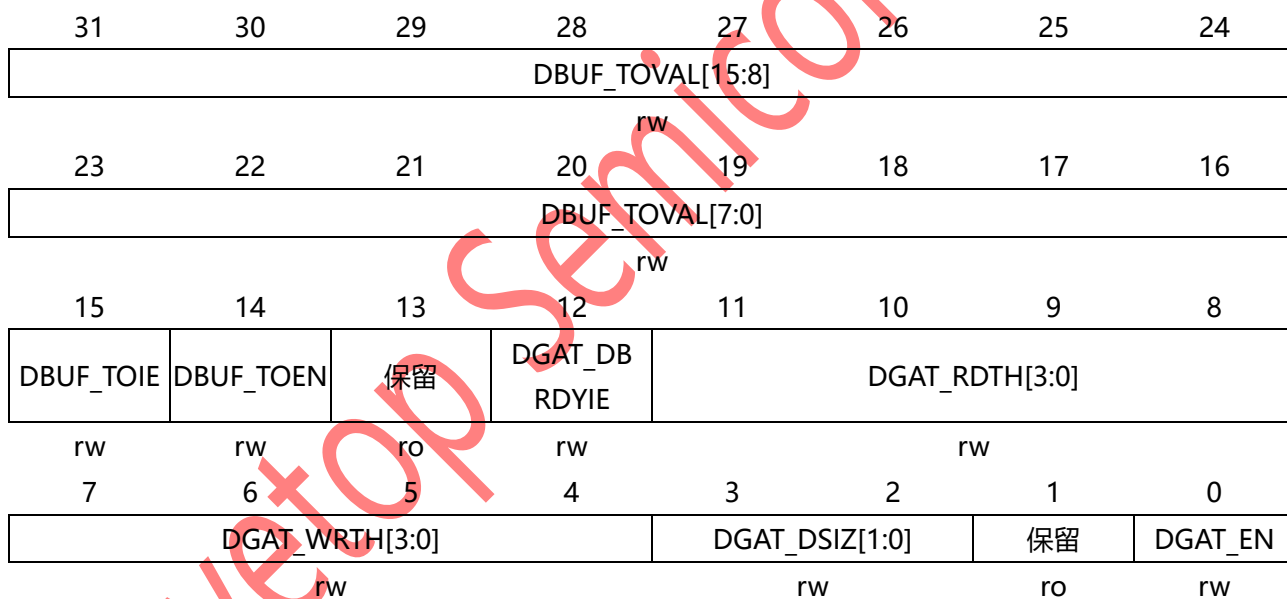 31 30 29 28 27 26 25 24
DBUF_TOVAL[15:8]
rw
23 22 21 20 19 18 17 16
DBUF_TOVAL[7:0]
rw
15 14 13 12 11 10 9 8
DBUF_TOIE DBUF_TOEN 保留 DGAT_DB
RDYIE DGAT_RDTH[3:0]
rw rw ro rw rw
7 6 5 4 3 2 1 0
DGAT_WRTH[3:0] DGAT_DSIZ[1:0] 保留 DGAT_EN
rw rw ro rw
vetop Semico